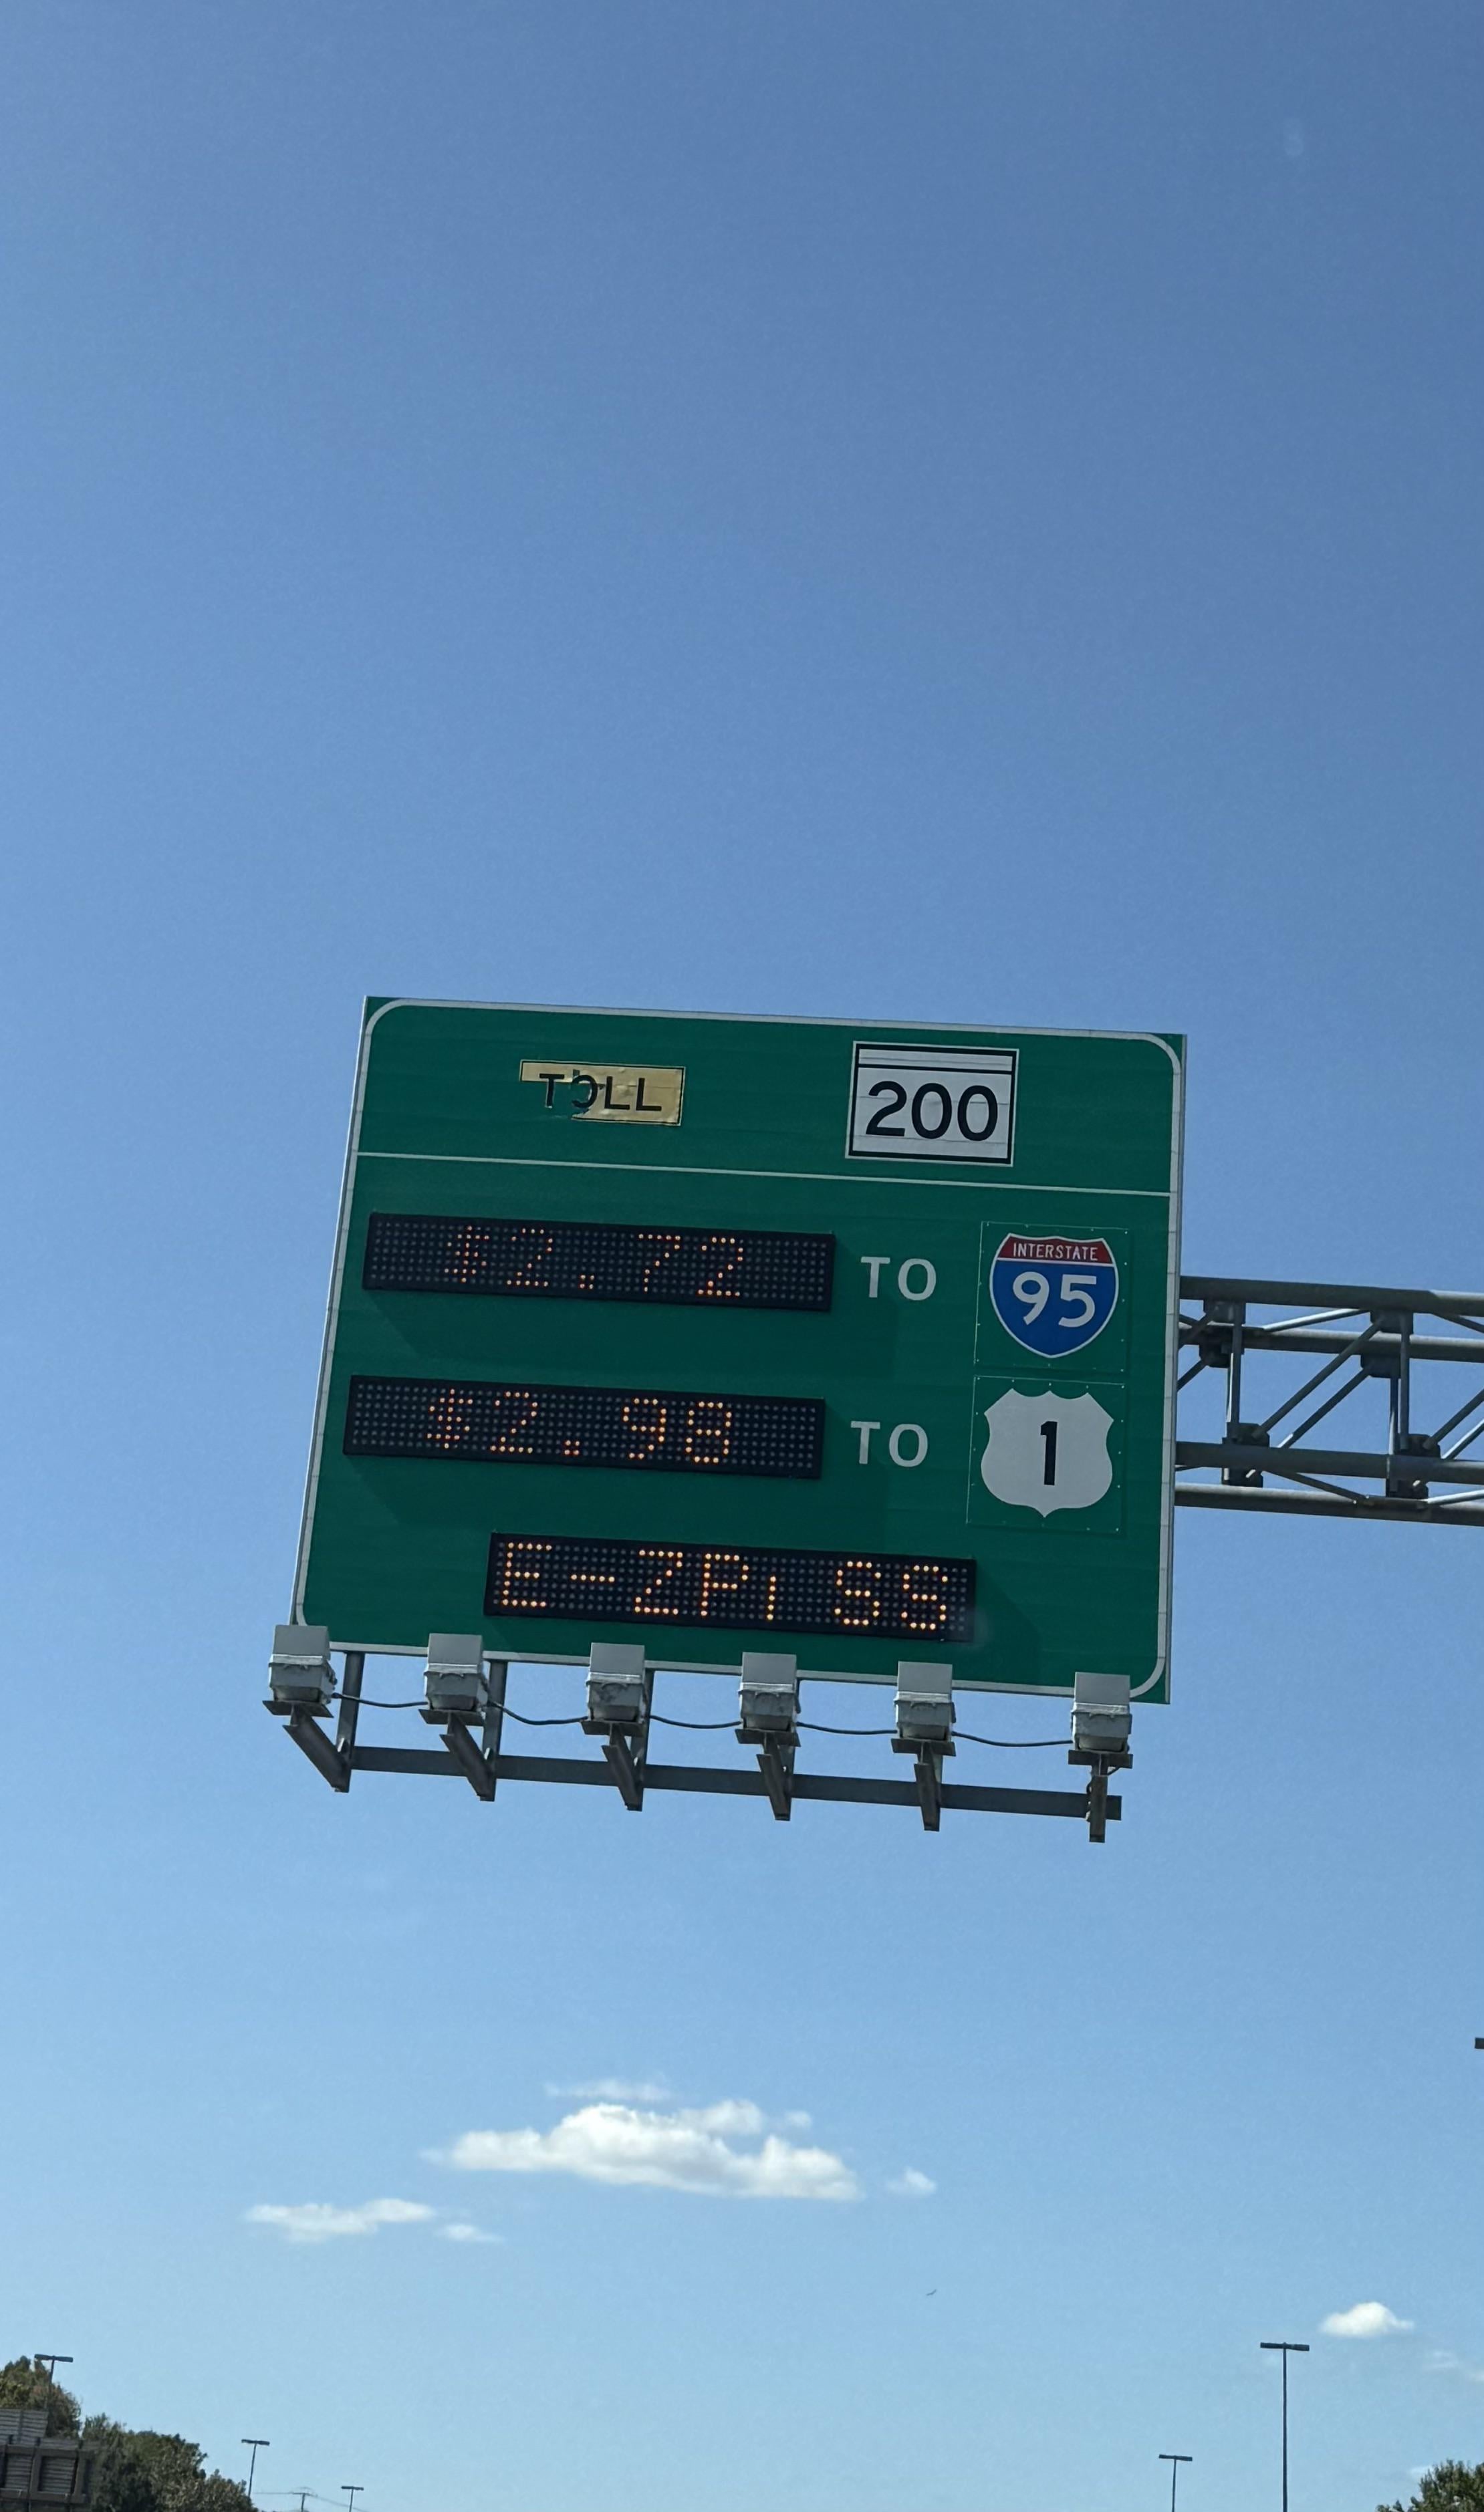 TOLL 200
$2.72 TO INTERSTATE 95
$2.98 TO 1